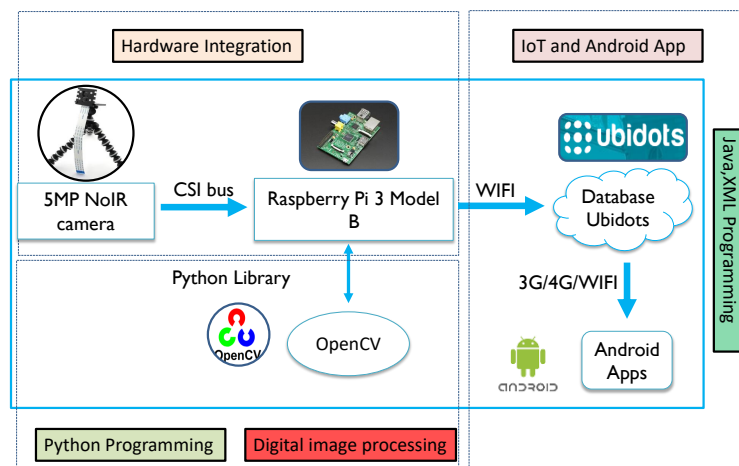 Hardware Integration
IoT and Android App
ubidots
5MP NoIR
camera
CSI bus
Raspberry Pi 3 Model
B
WIFI
Database
Ubidots
Java,XML Programming
Python Library
3G/4G/WIFI
OpenCV
OpenCV
Android
Apps
ANDROID
Python Programming
Digital image processing